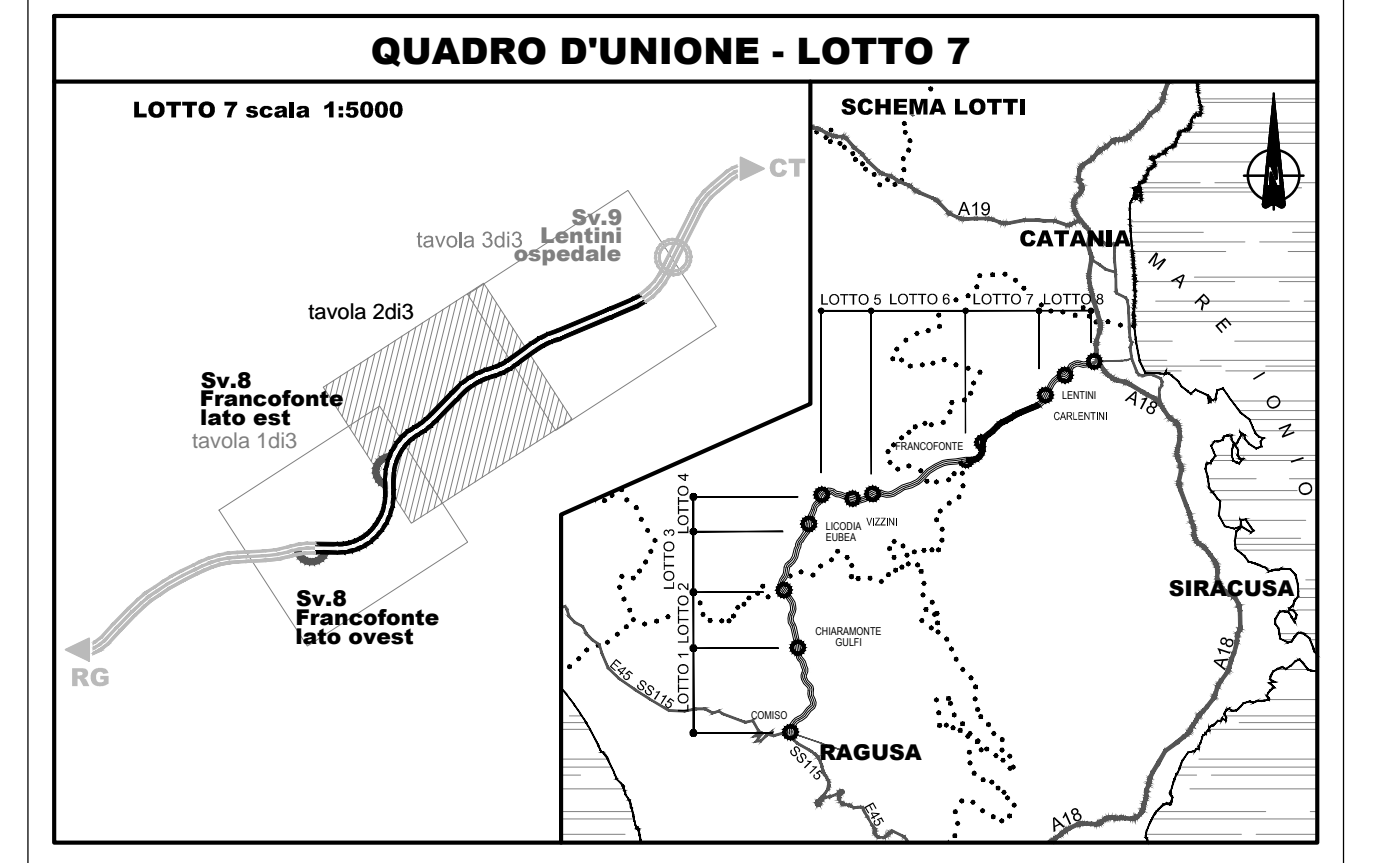 QUADRO D'UNIONE - LOTTO 7
LOTTO 7 scala 1:5000
CT
Sv.9
Lentini
ospedale
tavola 3di3
tavola 2di3
Sv.8
Francofonte
lato est
tavola 1di3
Sv.8
Francofonte
lato ovest
RG
SCHEMA LOTTI
A19
CATANIA
MARE IONIO
LOTTO 5
LOTTO 6
LOTTO 7
LOTTO 8
LENTINI
CARLENTINI
A18
FRANCOFONTE
LOTTO 4
LOTTO 3
LOTTO 2
LOTTO 1
LICODIA
EUBEA
VIZZINI
SIRACUSA
CHIARAMONTE
GULFI
A18
E45 SS115
COMISO
RAGUSA
SS115
E45
A18